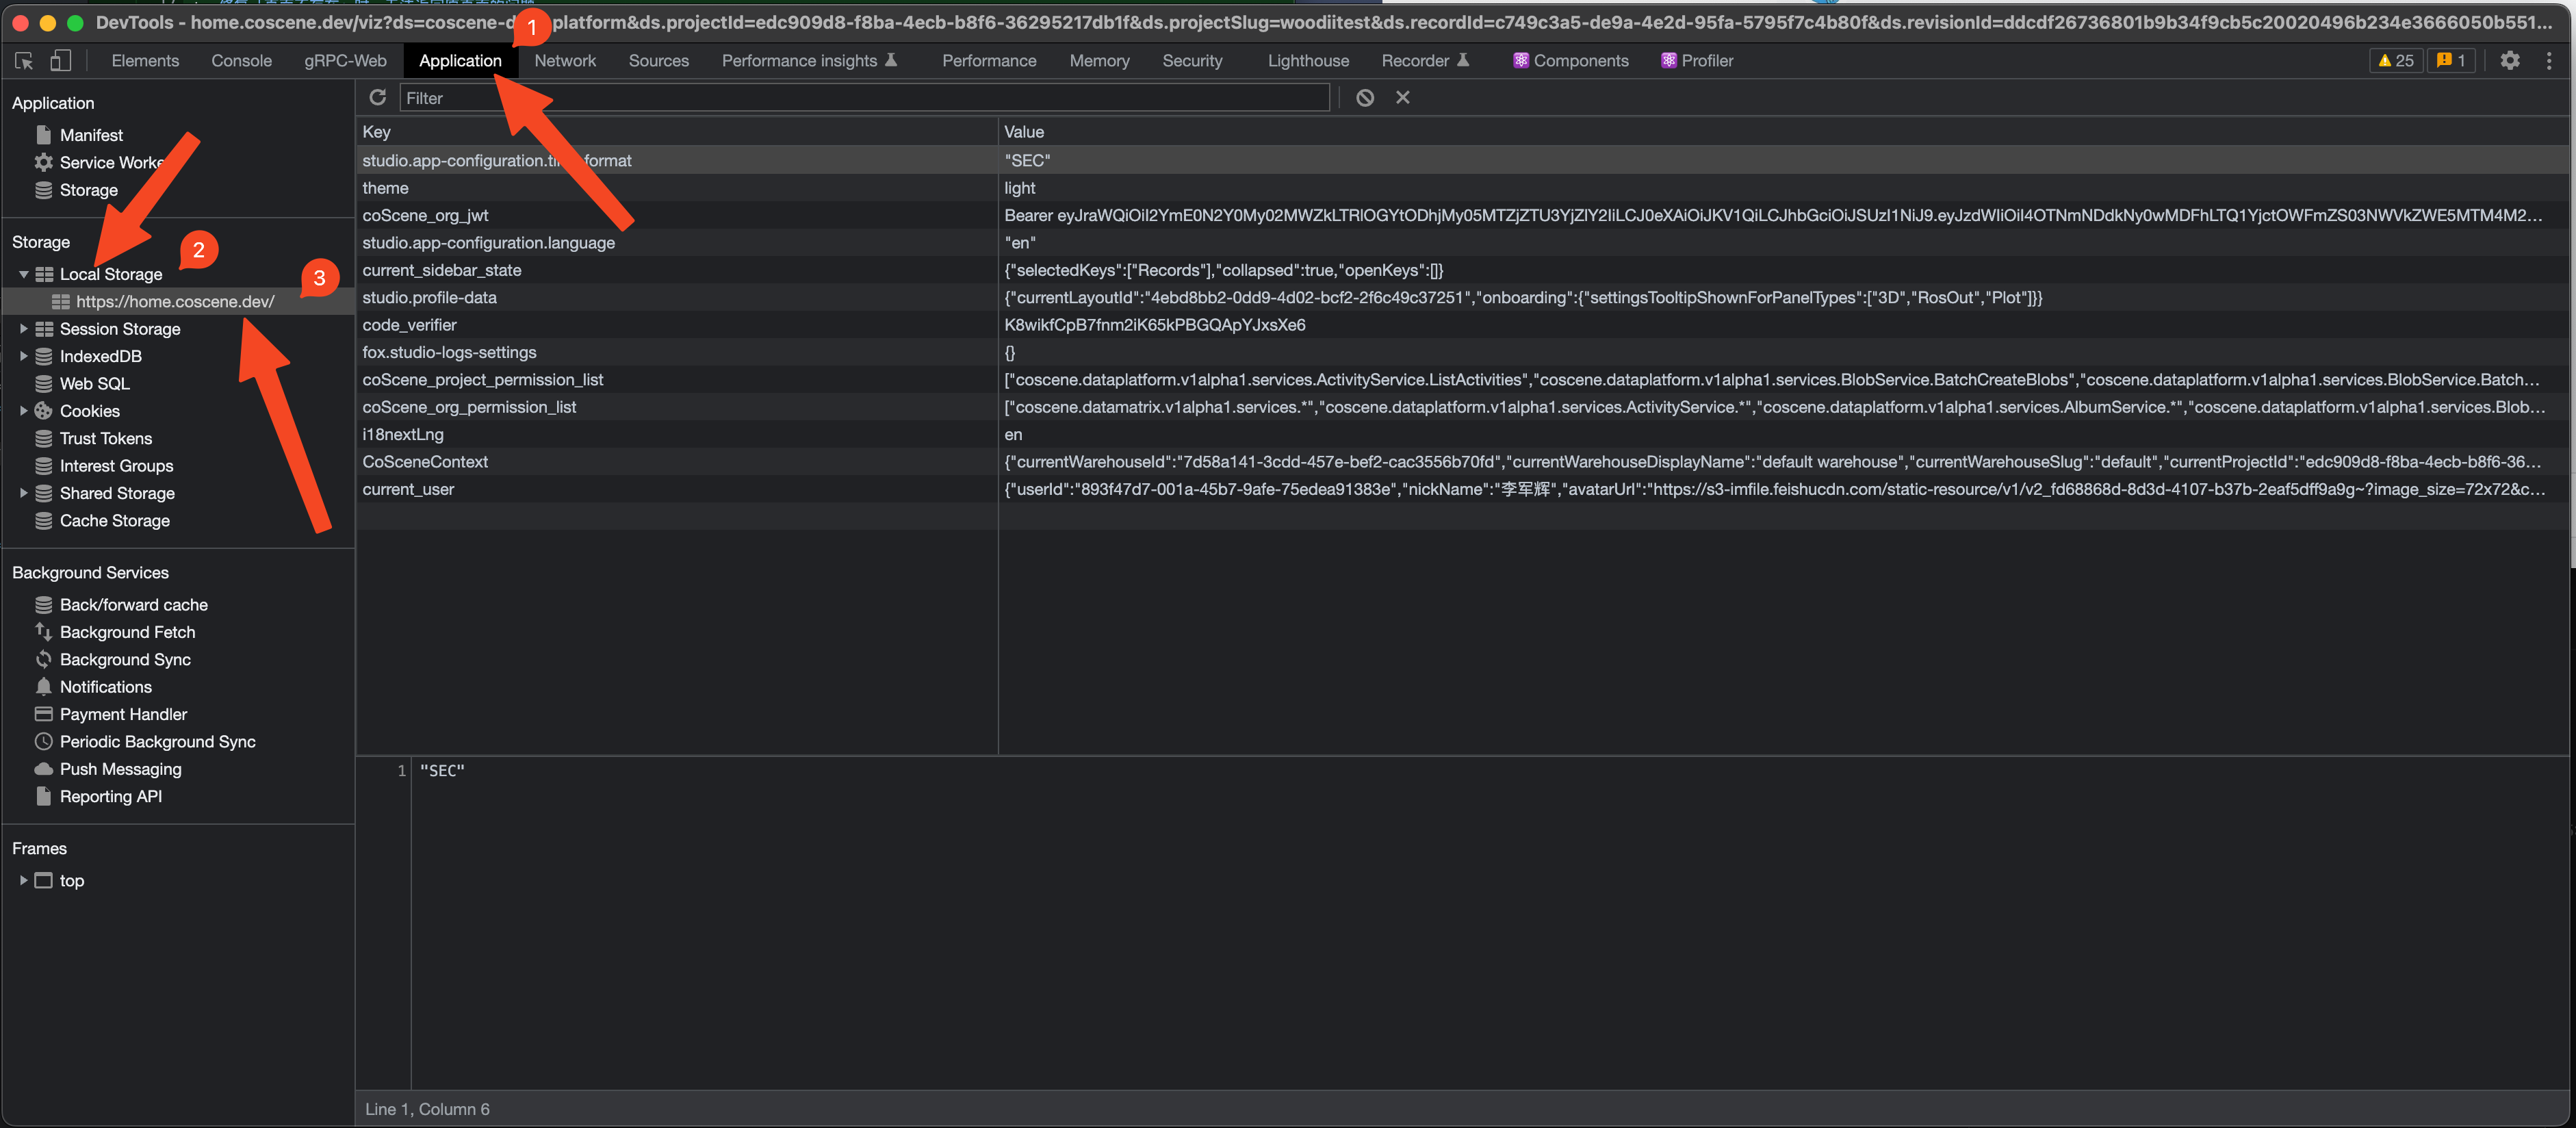 DevTools - home.coscene.dev/viz?ds=coscene-d platform&ds.projectId=edc909d8-f8ba-4ecb-b8f6-36295217db1f&ds.projectSlug=woodiitest&ds.recordId=c749c3a5-de9a-4e2d-95fa-5795f7c4b80f&ds.revisionId=ddcdf26736801b9b34f9cb5c20020496b234e3666050b551...
1
Elements Console gRPC-Web Application Network Sources Performance insights Performance Memory Security Lighthouse Recorder Components Profiler 25 1
Application
Manifest
Service Worke
Storage
Storage
2
Local Storage
3
https://home.coscene.dev/
Session Storage
IndexedDB
Web SQL
Cookies
Trust Tokens
Interest Groups
Shared Storage
Cache Storage
Background Services
Back/forward cache
Background Fetch
Background Sync
Notifications
Payment Handler
Periodic Background Sync
Push Messaging
Reporting API
Frames
top
Filter
Key Value
studio.app-configuration.ti format "SEC"
theme light
coScene_org_jwt Bearer
studio.app-configuration.language "en"
current_sidebar_state {"selectedKeys":["Records"],"collapsed":true,"openKeys":[]}
studio.profile-data {"currentLayoutId":"4ebd8bb2-0dd9-4d02-bcf2-2f6c49c37251","onboarding":{"settingsTooltipShownForPanelTypes":["3D","RosOut","Plot"]}}
code_verifier K8wikfCpB7fnm2iK65kPBGQApYJxsXe6
fox.studio-logs-settings {}
coScene_project_permission_list ["coscene.dataplatform.v1alpha1.services.ActivityService.ListActivities","coscene.dataplatform.v1alpha1.services.BlobService.BatchCreateBlobs","coscene.dataplatform.v1alpha1.services.BlobService.Batch...
coScene_org_permission_list ["coscene.datamatrix.v1alpha1.services.*","coscene.dataplatform.v1alpha1.services.ActivityService.*","coscene.dataplatform.v1alpha1.services.AlbumService.*","coscene.dataplatform.v1alpha1.services.Blob...
i18nextLng en
CoSceneContext {"currentWarehouseId":"7d58a141-3cdd-457e-bef2-cac3556b70fd","currentWarehouseDisplayName":"default warehouse","currentWarehouseSlug":"default","currentProjectId":"edc909d8-f8ba-4ecb-b8f6-36...
current_user {"userId":"893f47d7-001a-45b7-9afe-75edea91383e","nickName":"李军辉","avatarUrl":"https://s3-imfile.feishucdn.com/static-resource/v1/v2_fd68868d-8d3d-4107-b37b-2eaf5dff9a9g~?image_size=72x72&c...
1 "SEC"
Line 1, Column 6